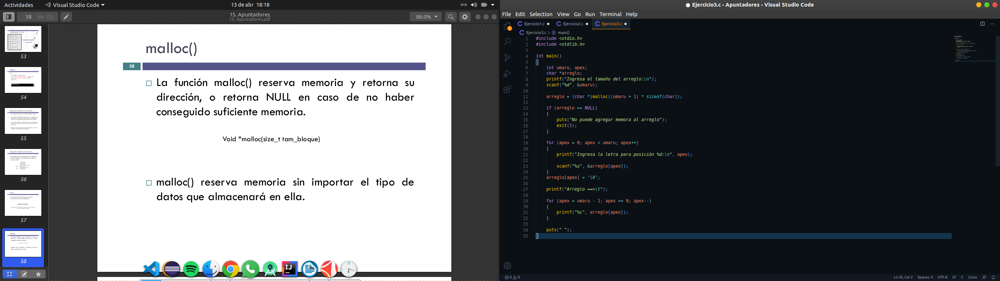 Actividades
Visual Studio Code
13 de abr 18:18
58
de 125
15. Apuntadores
15. Apuntadores.pdf
86.0%
53
54
55
56
57
58
malloc()
58
La función malloc() reserva memoria y retorna su
dirección, o retorna NULL en caso de no haber
conseguido suficiente memoria.
Void *malloc(size_t tam_bloque)
malloc() reserva memoria sin importar el tipo de
datos que almacenará en ella.
Ejercicio3.c - Apuntadores - Visual Studio Code
File Edit Selection View Go Run Terminal Help
Ejercicio1.c
Ejercicio2.c
Ejercicio3.c
Ejercicio3.c > main()
1 #include <stdio.h>
2 #include <stdlib.h>
3
4 int main()
5 {
6 int umaru, apex;
7 char *arreglo;
8 printf("Ingresa el tamaño del arreglo:\n");
9 scanf("%d", &umaru);
10
11 arreglo = (char *)malloc((umaru + 1) * sizeof(char));
12
13 if (arreglo == NULL)
14 {
15 puts("No puede agregar memora al arreglo");
16 exit(1);
17 }
18
19 for (apex = 0; apex < umaru; apex++)
20 {
21 printf("Ingresa la letra para posición %d:\n", apex);
22
23 scanf("%s", &arreglo[apex]);
24 }
25 arreglo[apex] = '\0';
26
27 printf("Arreglo ==>\t");
28
29 for (apex = umaru - 1; apex >= 0; apex--)
30 {
31 printf("%c", arreglo[apex]);
32 }
33
34 puts(" ");
35 }
0 0
Ln 35, Col 2 Spaces: 4 UTF-8 LF C Linux